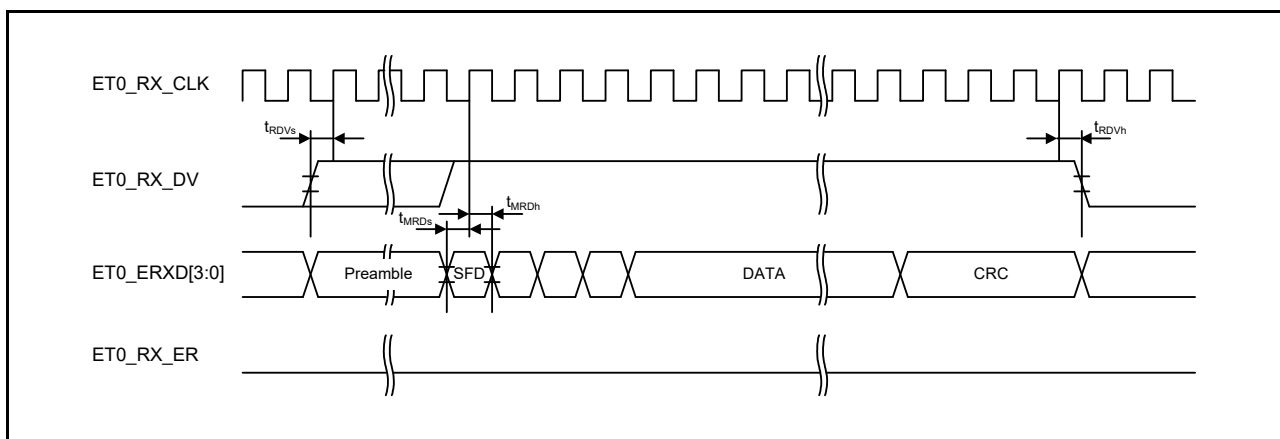 ET0_RX_CLK
tRDVs
tRDVh
ET0_RX_DV
tMRDs
tMRDh
ET0_ERXD[3:0]
Preamble
SFD
DATA
CRC
ET0_RX_ER